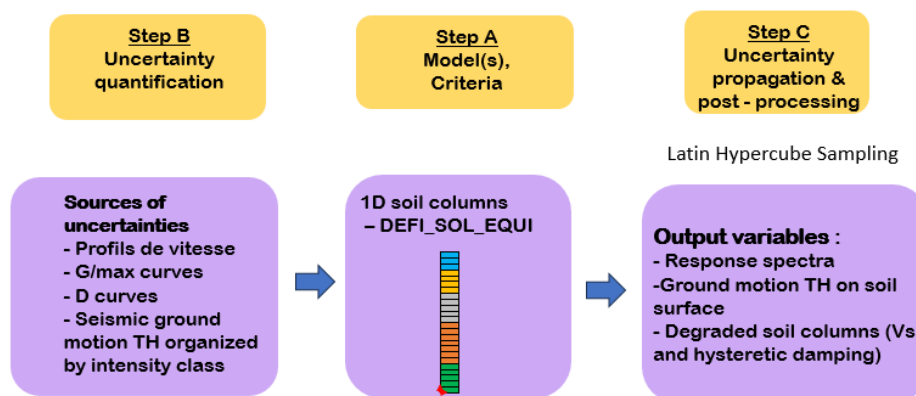 Step B
Uncertainty
quantification
Step A
Model(s),
Criteria
Step C
Uncertainty
propagation &
post - processing
Latin Hypercube Sampling
Sources of
uncertainties
- Profils de vitesse
- G/max curves
- D curves
- Seismic ground
motion TH organized
by intensity class
1D soil columns
– DEFI_SOL_EQUI
Output variables :
- Response spectra
-Ground motion TH on soil
surface
- Degraded soil columns (Vs
and hysteretic damping)